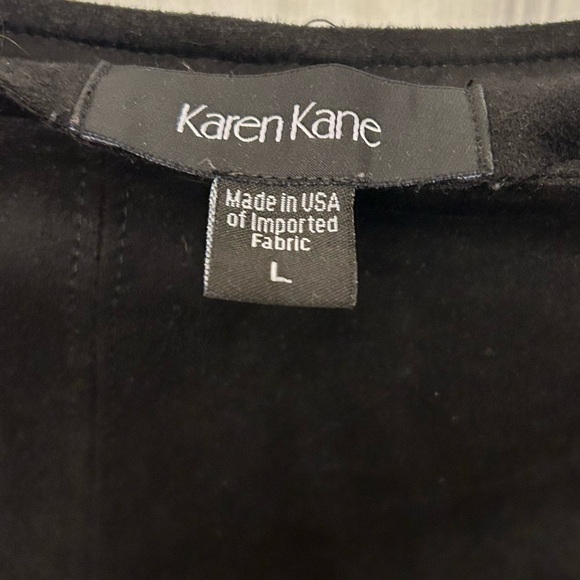 Karen Kane
Made in USA
of Imported
Fabric
L